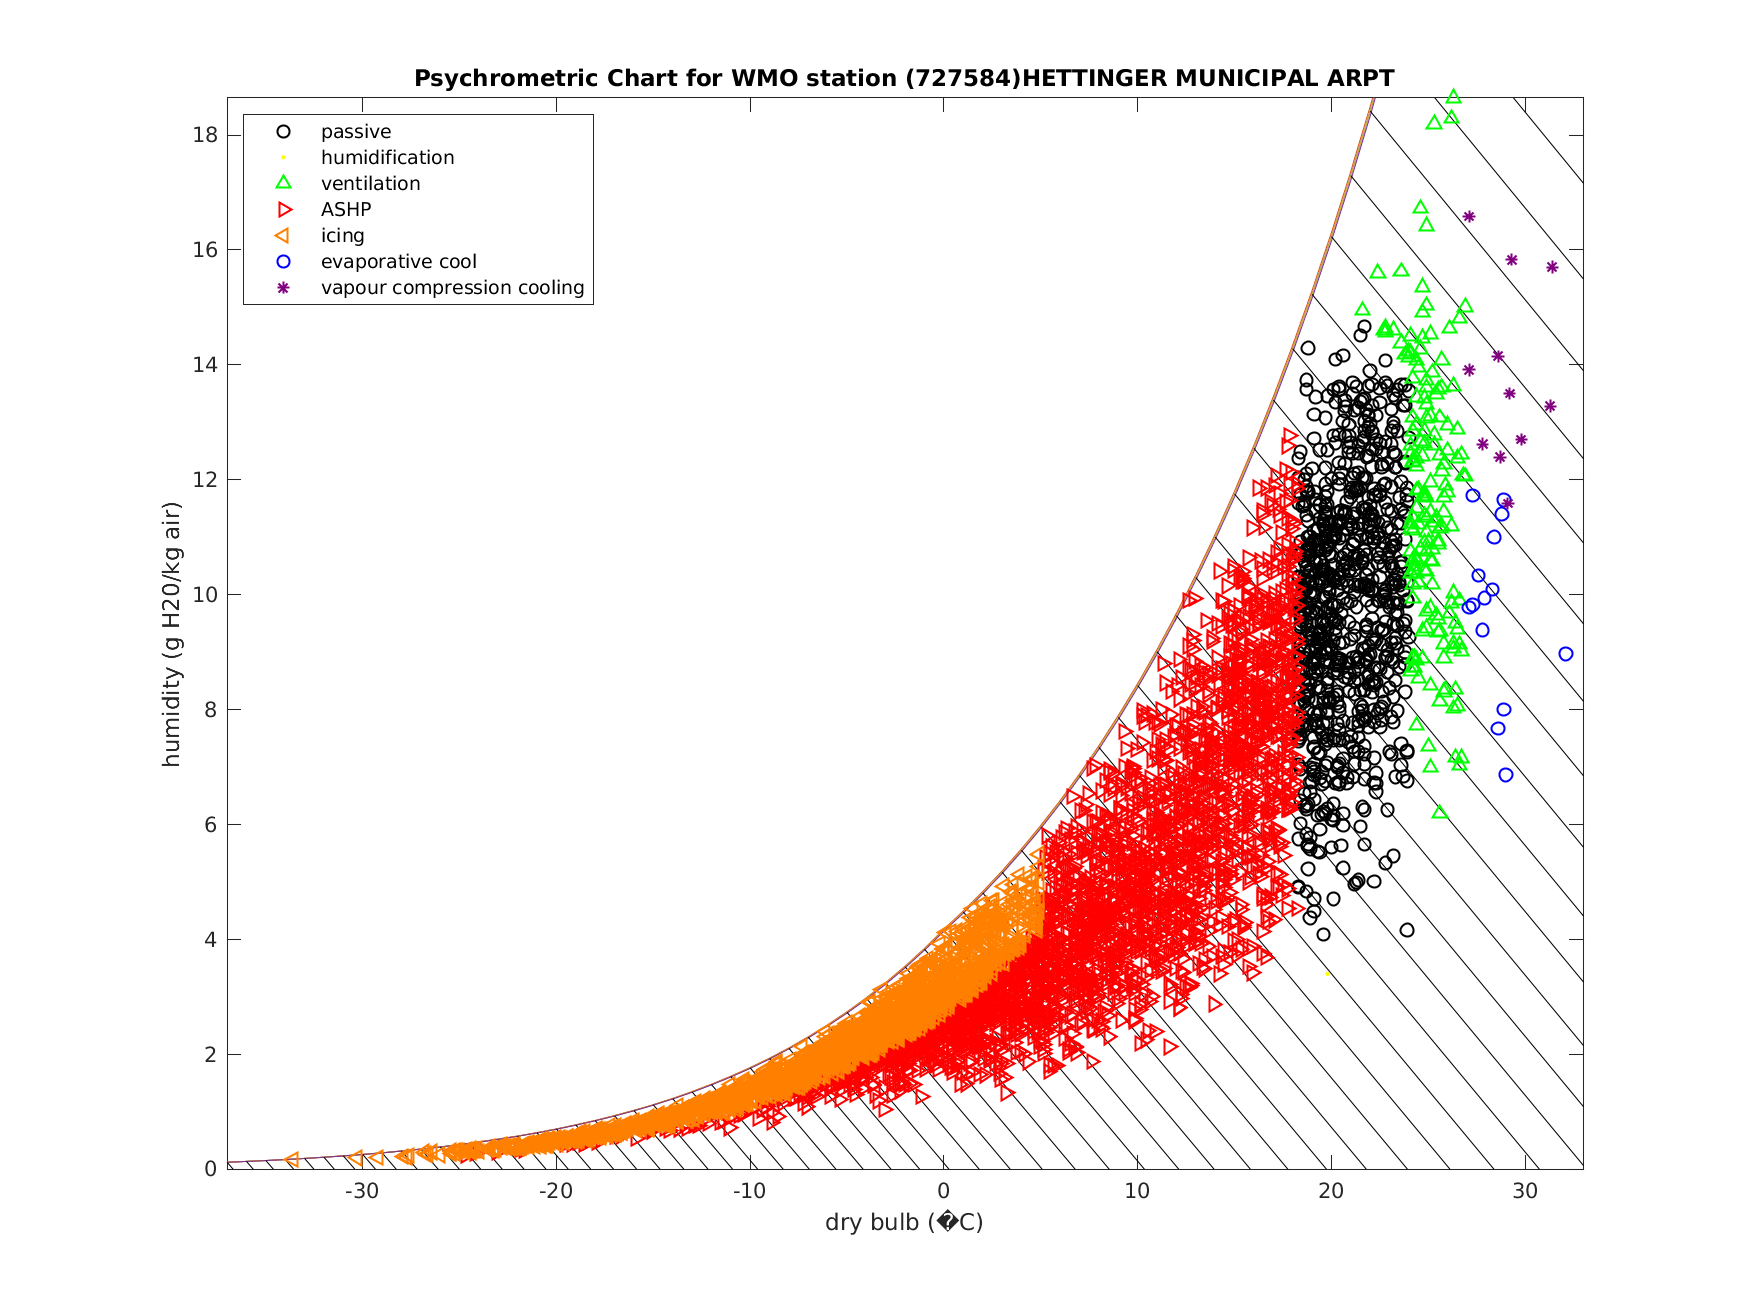 Psychrometric Chart for WMO station (727584)HETTINGER MUNICIPAL ARPT
passive
humidification
ventilation
ASHP
icing
evaporative cool
vapour compression cooling
humidity (g H20/kg air)
18
16
14
12
10
8
6
4
2
0
-30 -20 -10 0 10 20 30
dry bulb (�C)